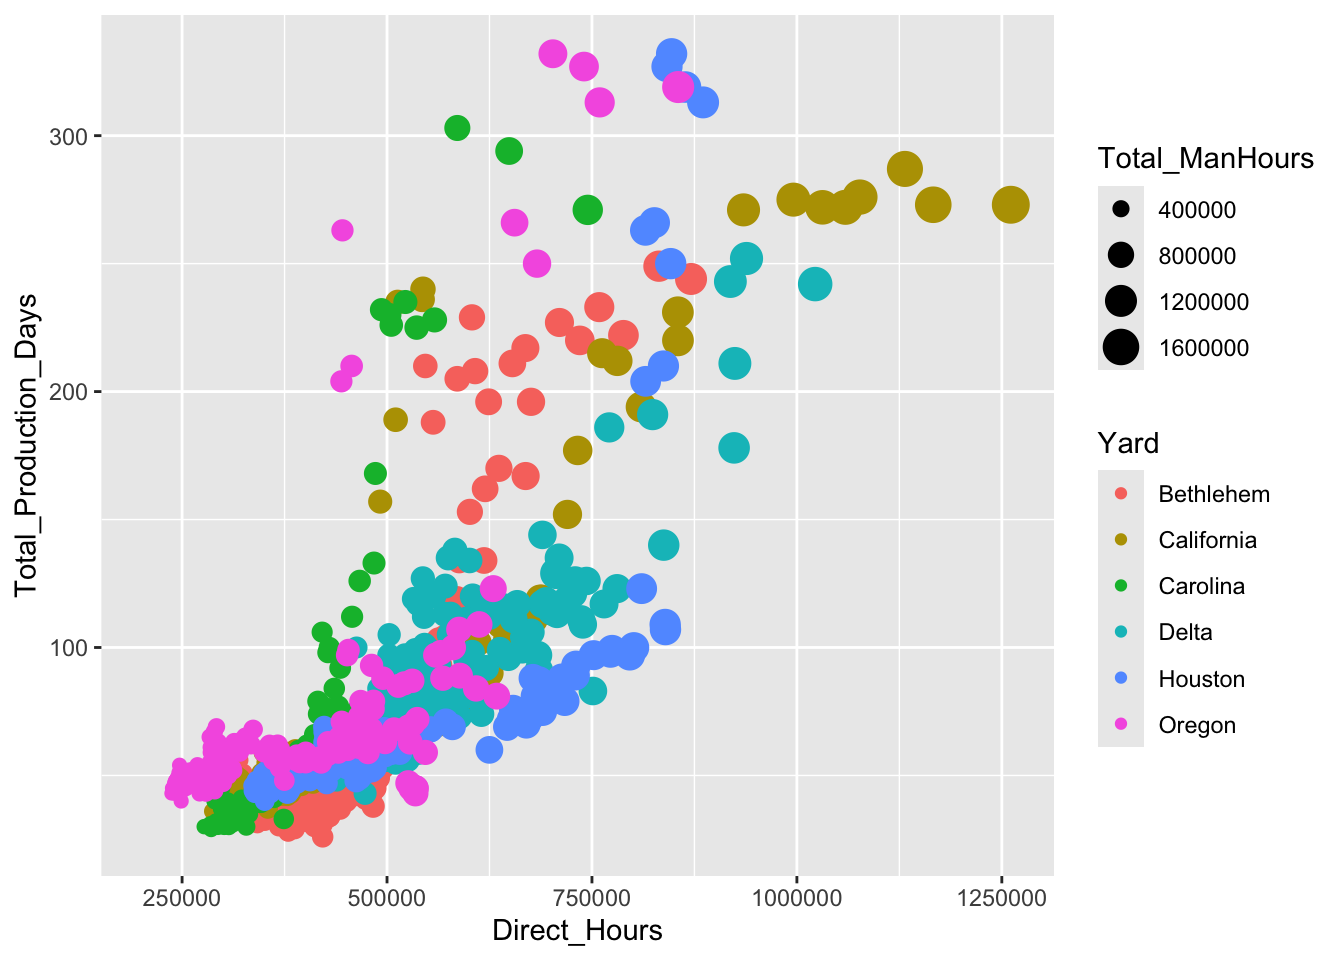 300
200
100
Total_Production_Days
250000
500000
750000
1000000
1250000
Direct_Hours
Total_ManHours
400000
800000
1200000
1600000
Yard
Bethlehem
California
Carolina
Delta
Houston
Oregon